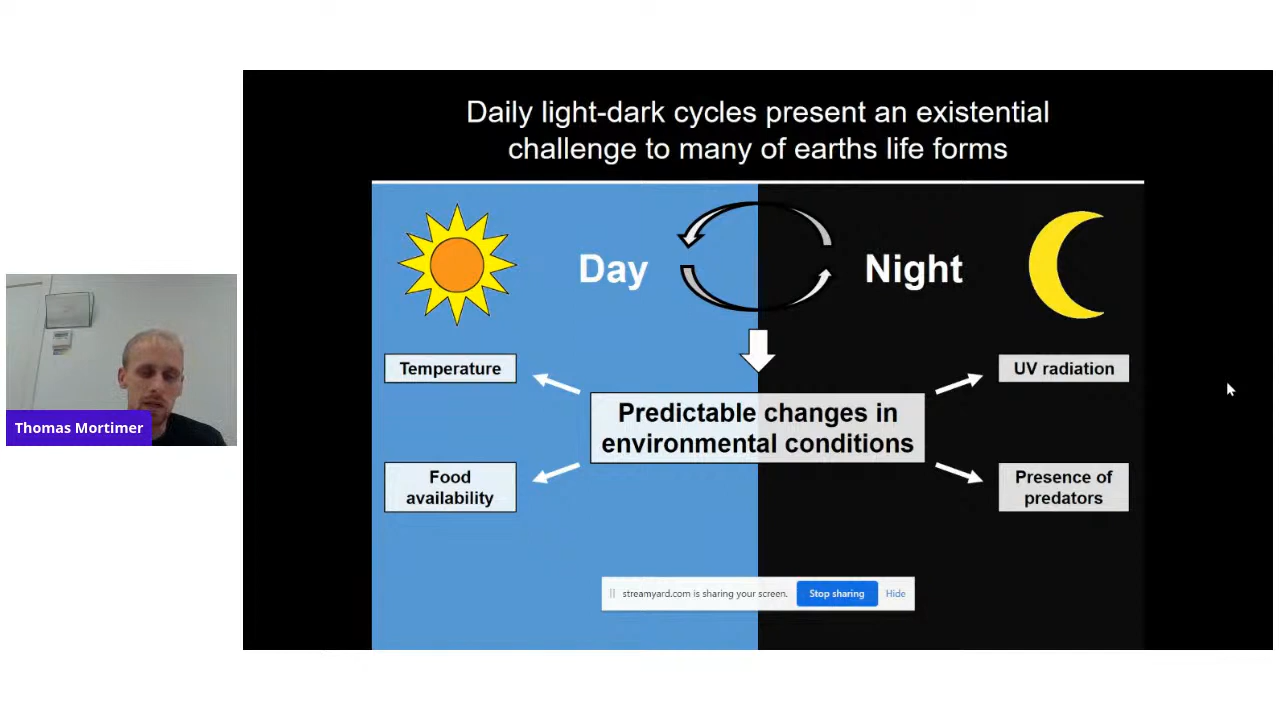 Daily light-dark cycles present an existential
challenge to many of earths life forms
Day
Night
Temperature
UV radiation
Predictable changes in
environmental conditions
Food
availability
Presence of
predators
Thomas Mortimer
streamyard.com is sharing your screen.
Stop sharing
Hide